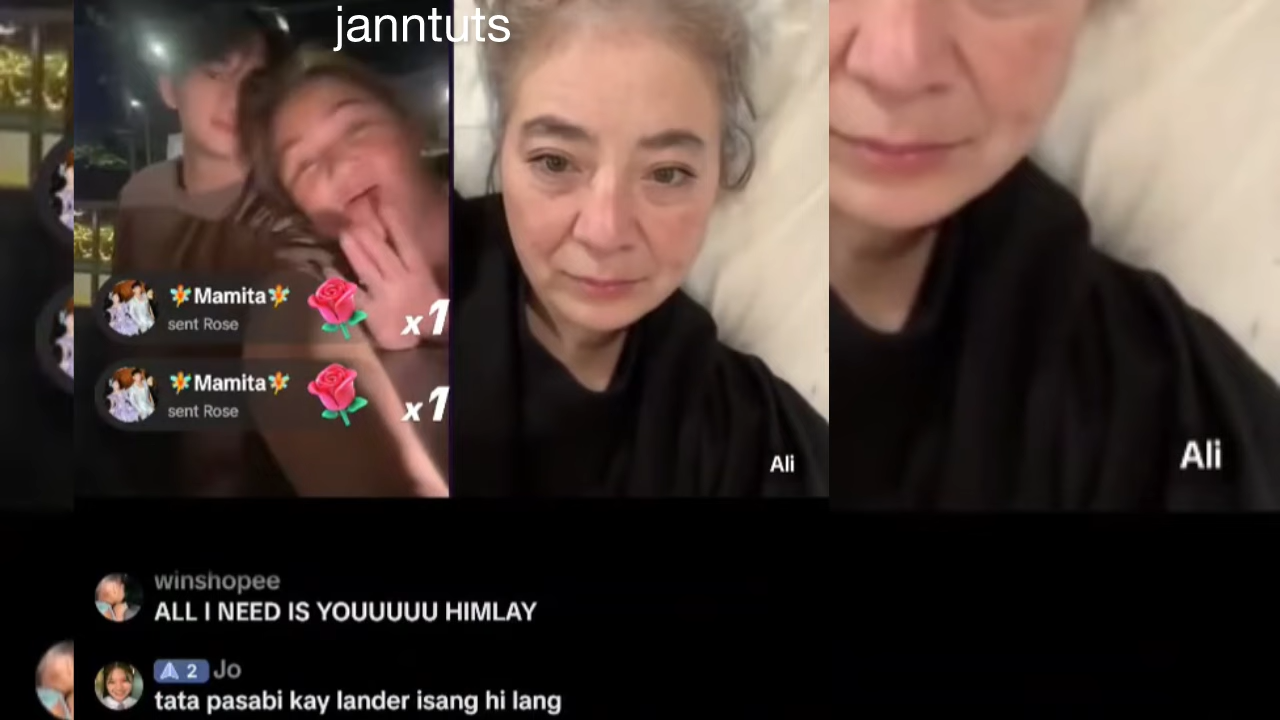 janntuts
Mamita
sent Rose
x1
Mamita
sent Rose
x1
Ali
Ali
winshopee
ALL I NEED IS YOUUUUU HIMLAY
2 Jo
tata pasabi kay lander isang hi lang